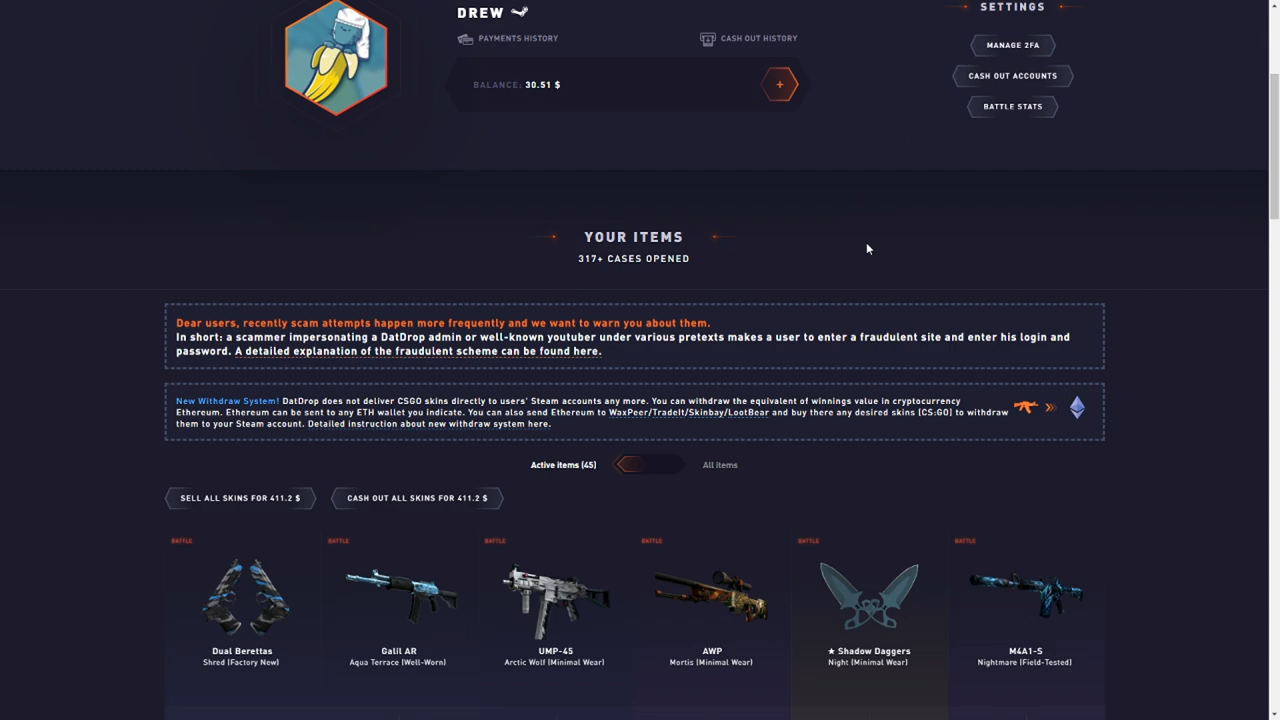 DREW
SETTINGS
PAYMENTS HISTORY
CASH OUT HISTORY
MANAGE 2FA
CASH OUT ACCOUNTS
BALANCE: 30.51 $
+
BATTLE STATS
YOUR ITEMS
317+ CASES OPENED
Dear users, recently scam attempts happen more frequently and we want to warn you about them.
In short: a scammer impersonating a DatDrop admin or well-known youtuber under various pretexts makes a user to enter a fraudulent site and enter his login and
password. A detailed explanation of the fraudulent scheme can be found here.
New Withdraw System! DatDrop does not deliver CSGO skins directly to users' Steam accounts any more. You can withdraw the equivalent of winnings value in cryptocurrency
Ethereum. Ethereum can be sent to any ETH wallet you indicate. You can also send Ethereum to WaxPeer/TradeIt/Skinbay/LootBear and buy there any desired skins (CS:GO) to withdraw
them to your Steam account. Detailed instruction about new withdraw system here.
Active items (45)
All items
SELL ALL SKINS FOR 411.2 $
CASH OUT ALL SKINS FOR 411.2 $
BATTLE
BATTLE
BATTLE
BATTLE
BATTLE
BATTLE
Dual Berettas
Galil AR
UMP-45
AWP
★ Shadow Daggers
M4A1-S
Shred (Factory New)
Aqua Terrace (Well-Worn)
Arctic Wolf (Minimal Wear)
Mortis (Minimal Wear)
Night (Minimal Wear)
Nightmare (Field-Tested)